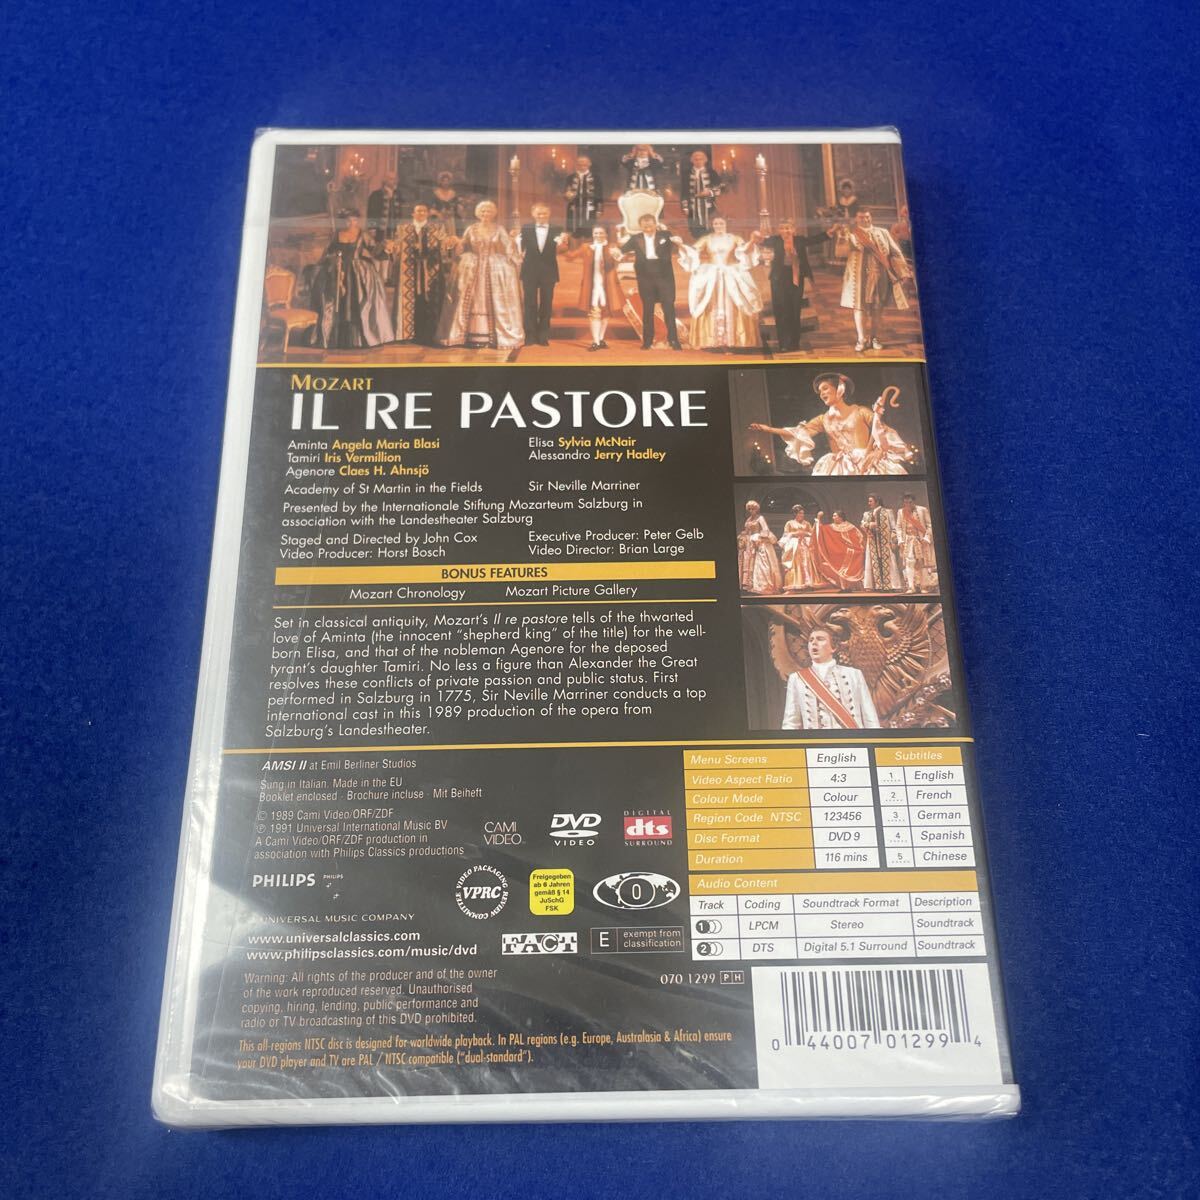 MOZART
IL RE PASTORE
Aminta Angela Maria Blasi
Tamiri Iris Vermillion
Agenore Claes H. Ahnsjö
Elisa Sylvia McNair
Alessandro Jerry Hadley
Academy of St Martin in the Fields
Sir Neville Marriner
Presented by the Internationale Stiftung Mozarteum Salzburg in
association with the Landestheater Salzburg
Staged and Directed by John Cox
Video Producer: Horst Bosch
Executive Producer: Peter Gelb
Video Director: Brian Large
BONUS FEATURES
Mozart Chronology Mozart Picture Gallery
Set in classical antiquity, Mozart's Il re pastore tells of the thwarted
love of Aminta (the innocent "shepherd king" of the title) for the well-
born Elisa, and that of the nobleman Agenore for the deposed
tyrant's daughter Tamiri. No less a figure than Alexander the Great
resolves these conflicts of private passion and public status. First
performed in Salzburg in 1775, Sir Neville Marriner conducts a top
international cast in this 1989 production of the opera from
Salzburg's Landestheater.
AMSI II at Emil Berliner Studios
Sung in Italian. Made in the EU
Booklet enclosed · Brochure incluse · Mit Beiheft
© 1989 Cami Video/ORF/ZDF
℗ 1991 Universal International Music BV
A Cami Video/ORF/ZDF production in
association with Philips Classics productions
CAMI
VIDEO
DVD
VIDEO
DIGITAL
dts
SURROUND
PHILIPS
PHILIPS
VIDEO PACKAGING REVIEW COMMITTEE
VPRC
Freigegeben
ab 6 Jahren
gemäß § 14
JuSchG
FSK
0
A UNIVERSAL MUSIC COMPANY
www.universalclassics.com
www.philipsclassics.com/music/dvd
FACT
E exempt from
classification
Menu Screens English
Video Aspect Ratio 4:3
Colour Mode Colour
Region Code NTSC 123456
Disc Format DVD 9
Duration 116 mins
Subtitles
1 English
2 French
3 German
4 Spanish
5 Chinese
Audio Content
Track Coding Soundtrack Format Description
1 LPCM Stereo Soundtrack
2 DTS Digital 5.1 Surround Soundtrack
Warning: All rights of the producer and of the owner
of the work reproduced reserved. Unauthorised
copying, hiring, lending, public performance and
radio or TV broadcasting of this DVD prohibited.
070 1299 PH
This all-regions NTSC disc is designed for worldwide playback. In PAL regions (e.g. Europe, Australasia & Africa) ensure
your DVD player and TV are PAL / NTSC compatible ("dual-standard").
0 44007 01299 4